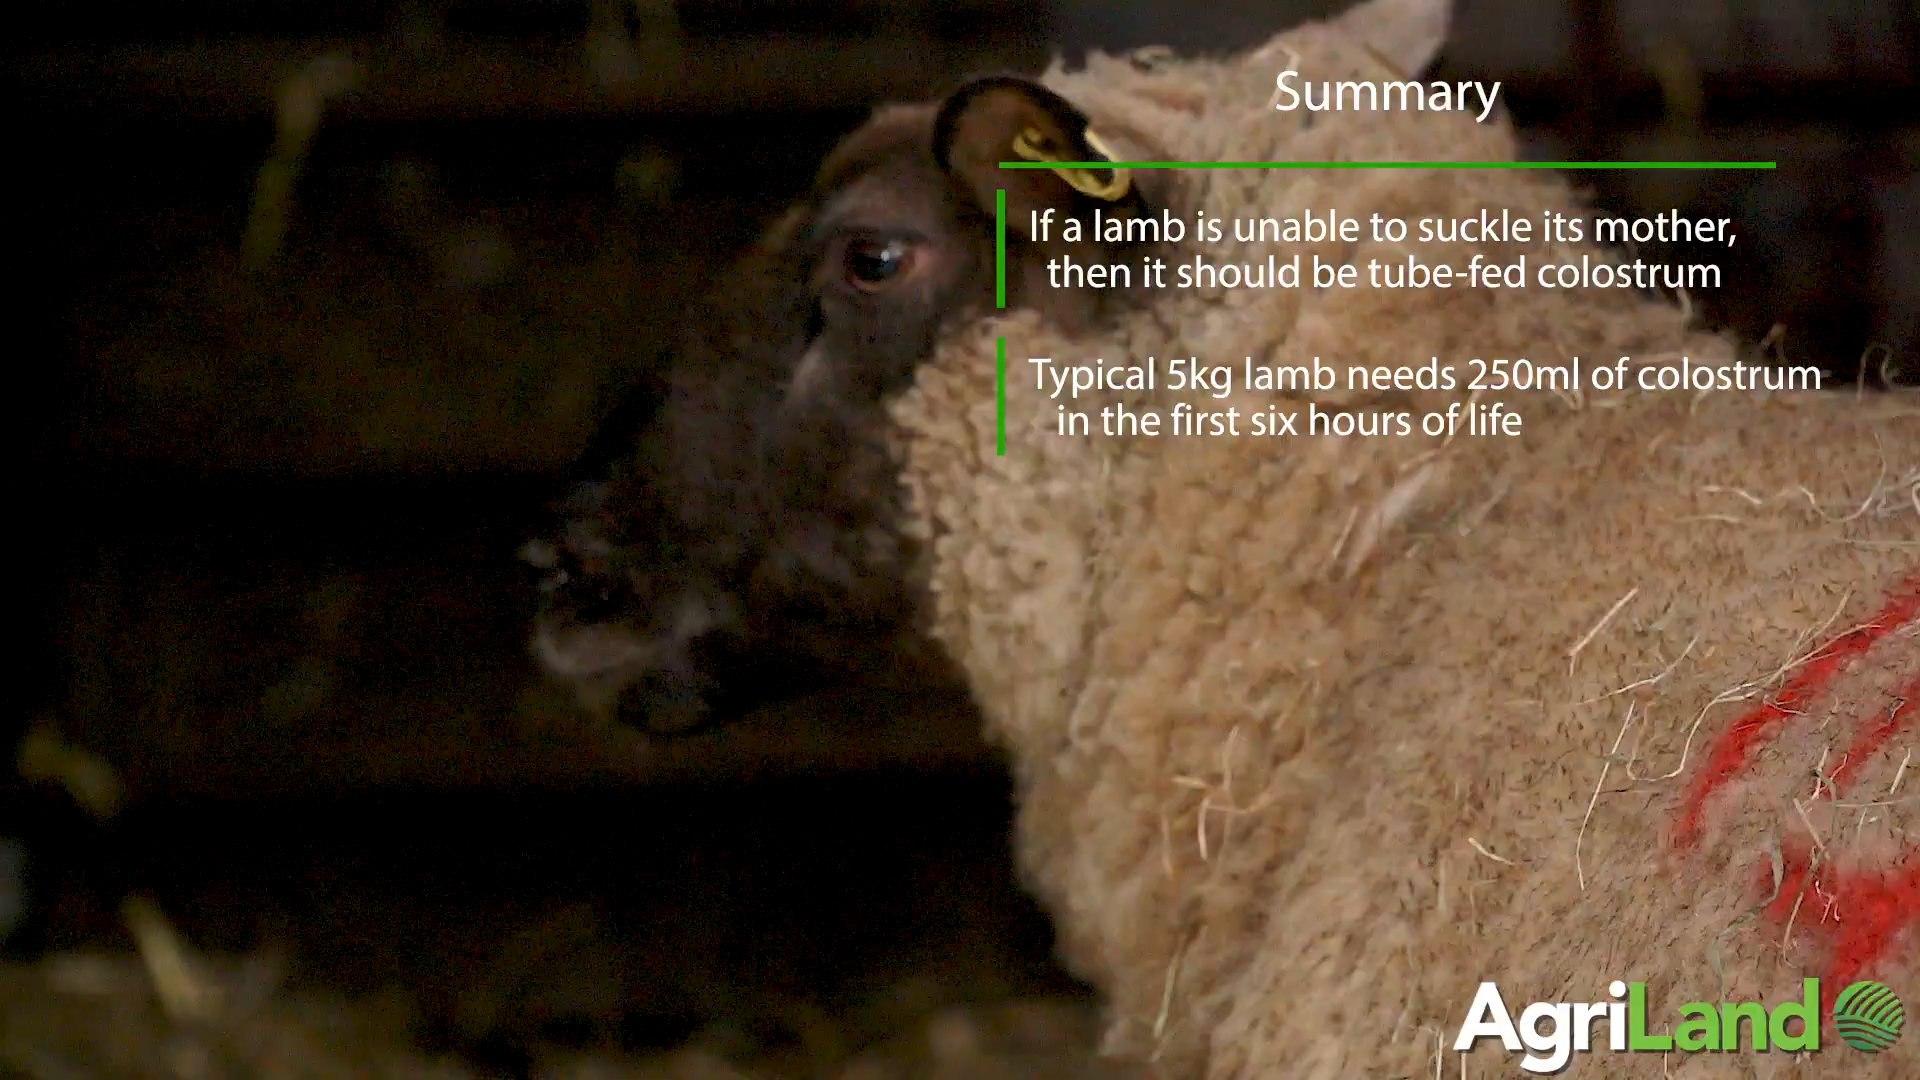 Summary
If a lamb is unable to suckle its mother,
then it should be tube-fed colostrum
Typical 5kg lamb needs 250ml of colostrum
in the first six hours of life
AgriLand